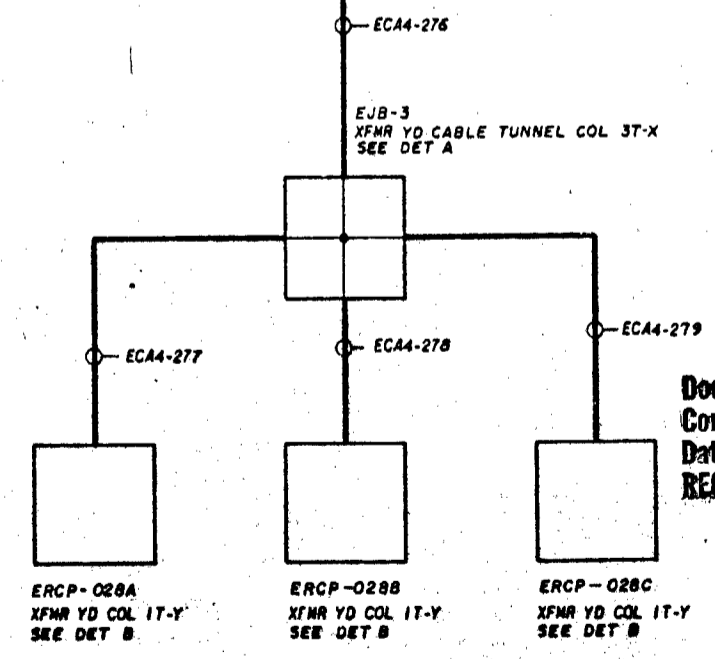 ECA4-276
EJB-3
XFMR YD CABLE TUNNEL COL 3T-X
SEE DET A
ECA4-277
ECA4-278
ECA4-279
ERCP-028A
XFMR YD COL 1T-Y
SEE DET B
ERCP-028B
XFMR YD COL 1T-Y
SEE DET B
ERCP-028C
XFMR YD COL 1T-Y
SEE DET B